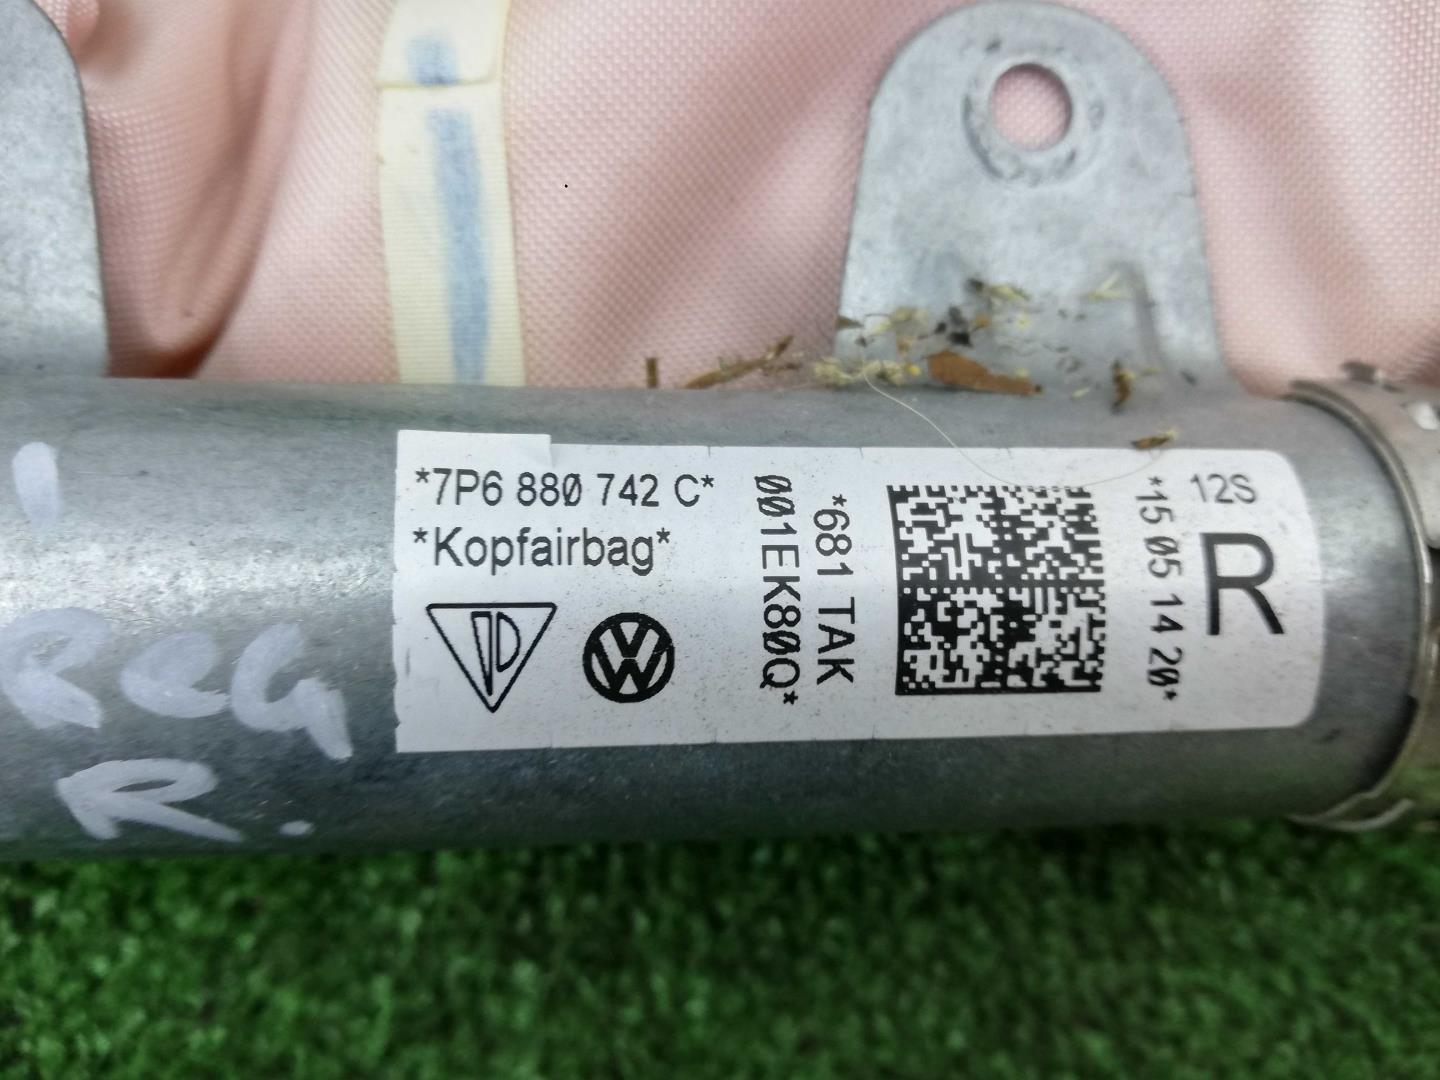 *7P6 880 742 C*
*Kopfairbag*
*681 TAK
001EK80Q*
*15 05 14 20*
12S
R
R.